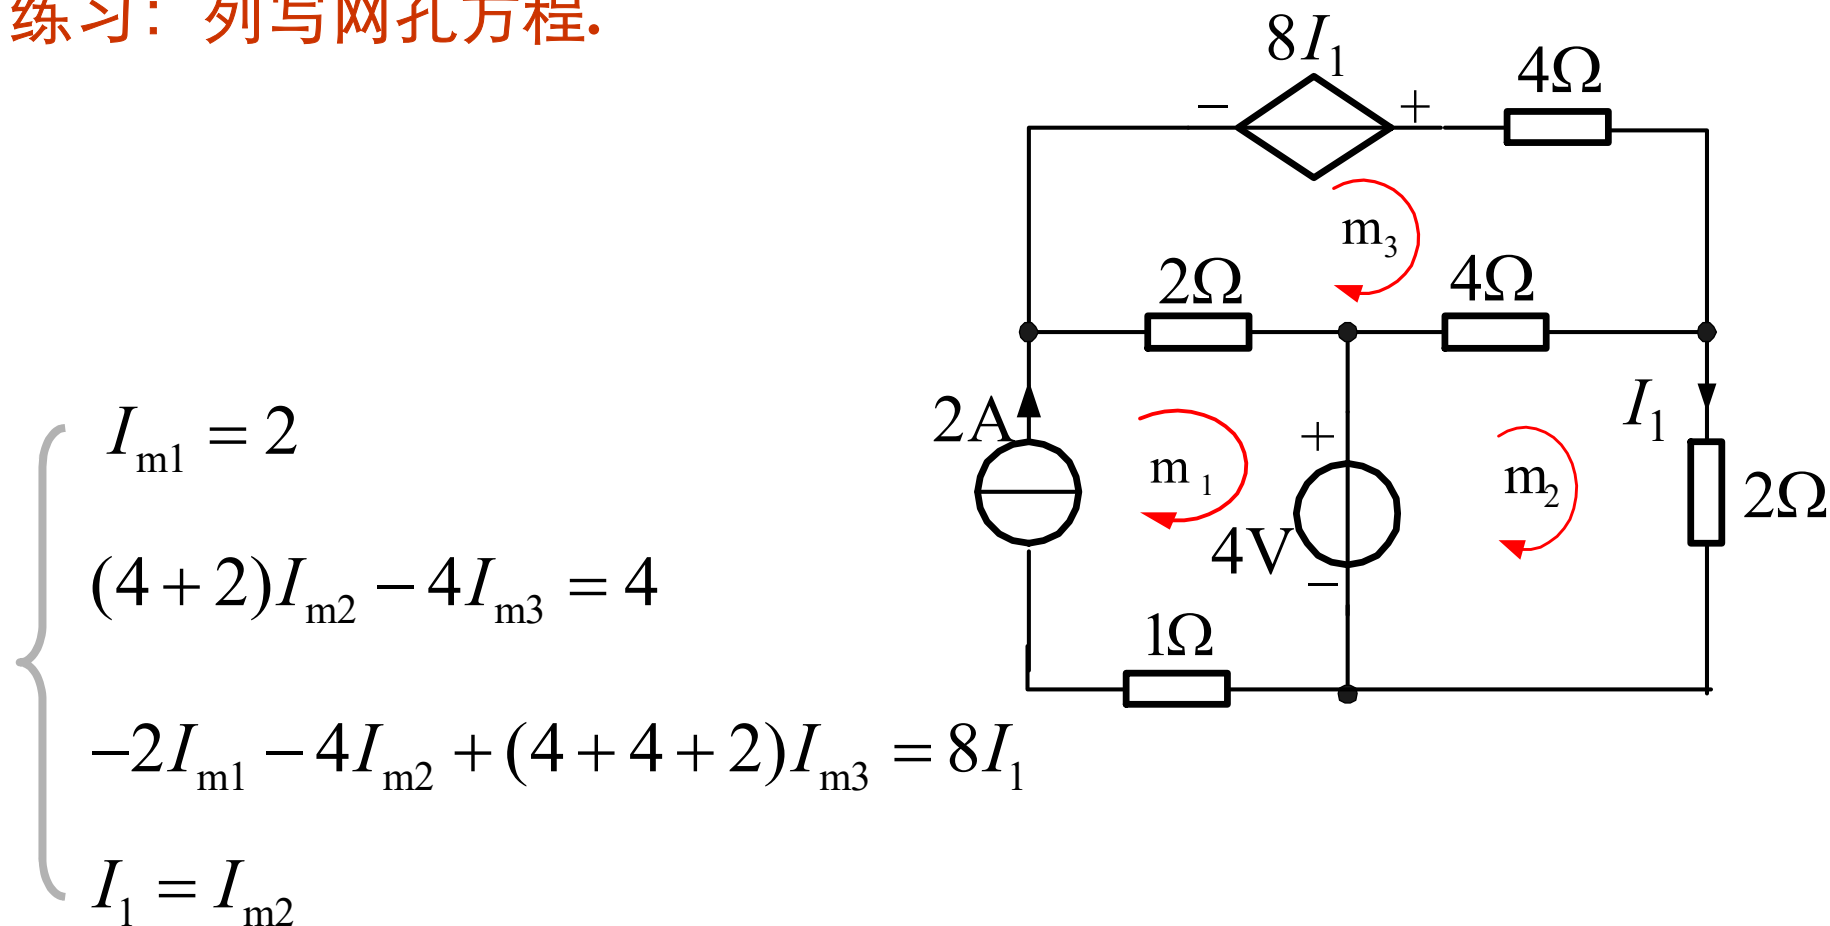 练习：列写网孔方程.
8I₁
4Ω
− +
m₃
2Ω
4Ω
2A
I₁
m₁
+
4V
−
m₂
2Ω
1Ω
Iₘ₁ = 2
(4 + 2)Iₘ₂ − 4Iₘ₃ = 4
−2Iₘ₁ − 4Iₘ₂ + (4 + 4 + 2)Iₘ₃ = 8I₁
I₁ = Iₘ₂